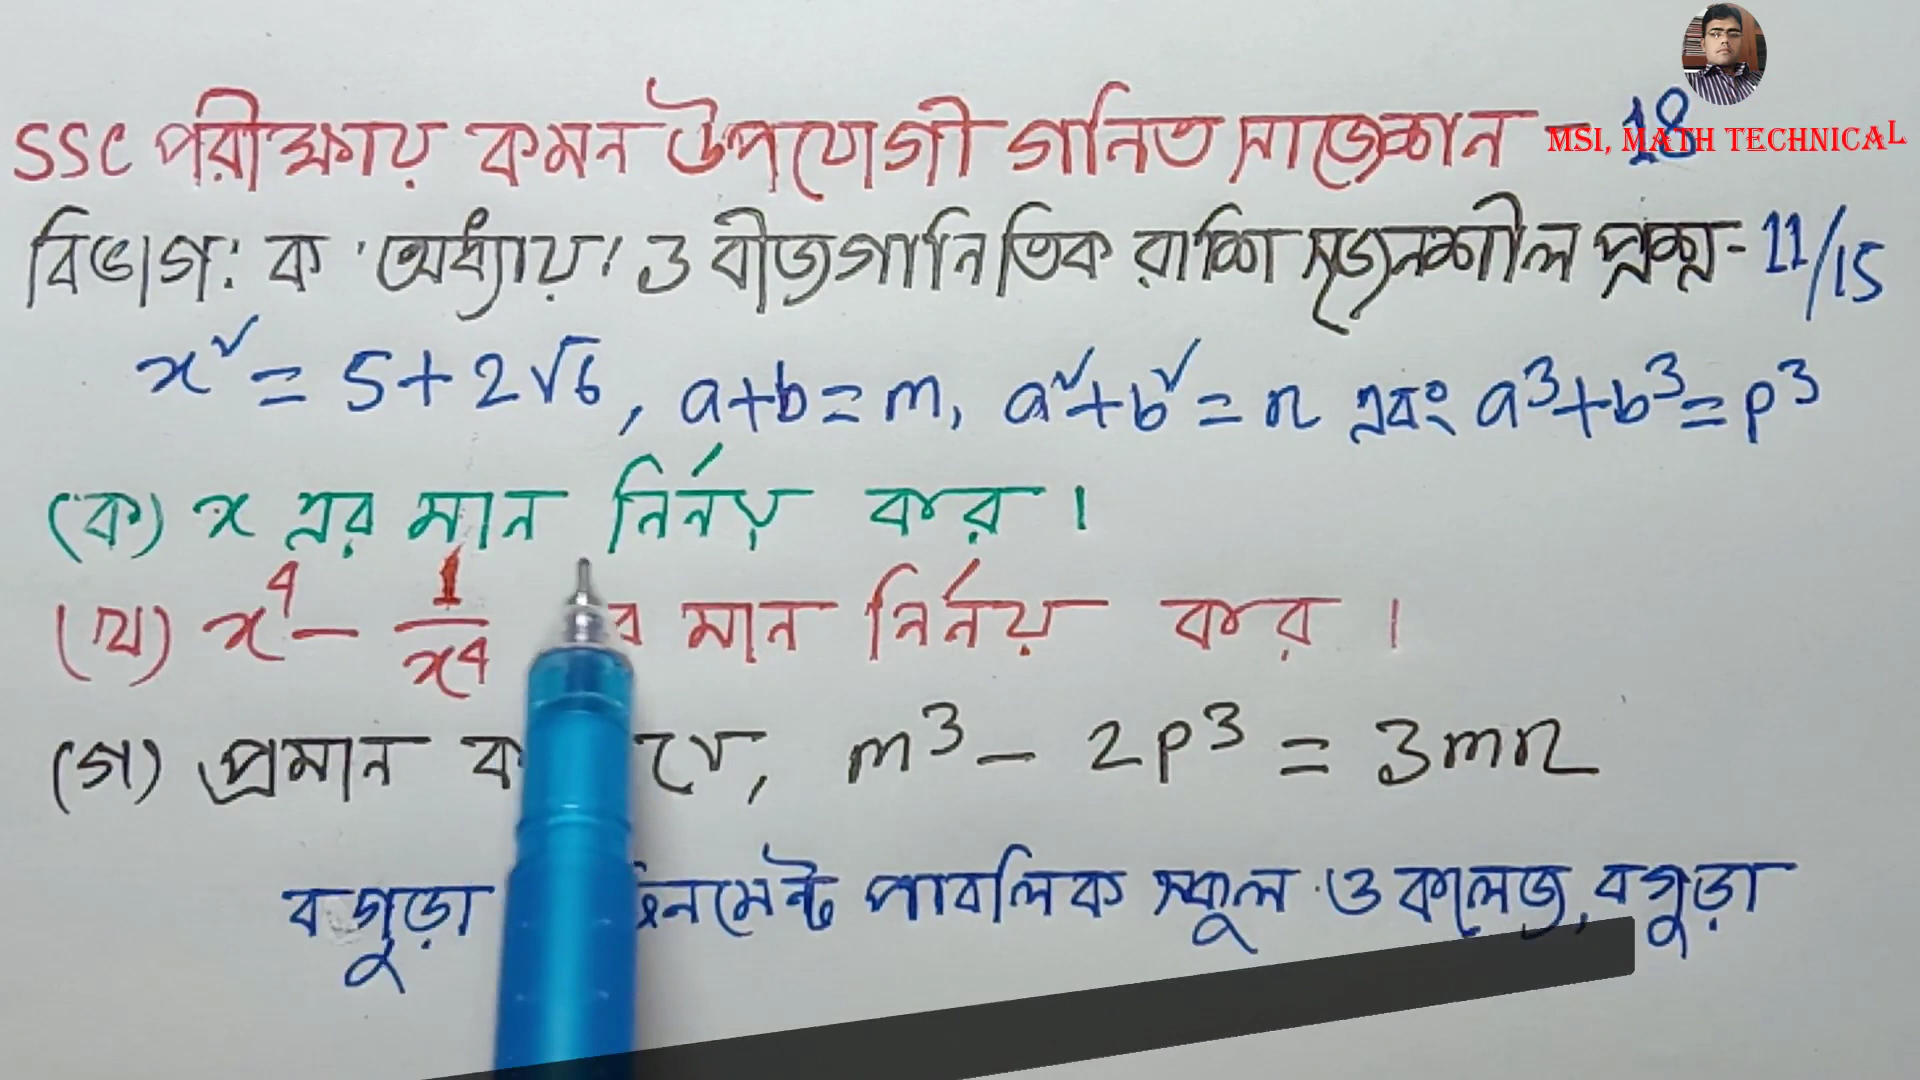 SSC পরীক্ষায় কমন উপযোগী গনিত সাজেশান - 18
MSI, MATH TECHNICAL
বিভাগ: ক 'অধ্যায়' ৩ বীজগানিতিক রাশি সৃজনশীল প্রশ্ন - 11/15
x² = 5+2√6, a+b=m, a²+b²=n এবং a³+b³=p³
(ক) x এর মান নির্নয় কর।
(খ) x⁴ - 1/x⁴ র মান নির্নয় কর।
(গ) প্রমান ক যে, m³ - 2p³ = 3mn
বগুড়া নমেন্ট পাবলিক স্কুল ও কলেজ, বগুড়া